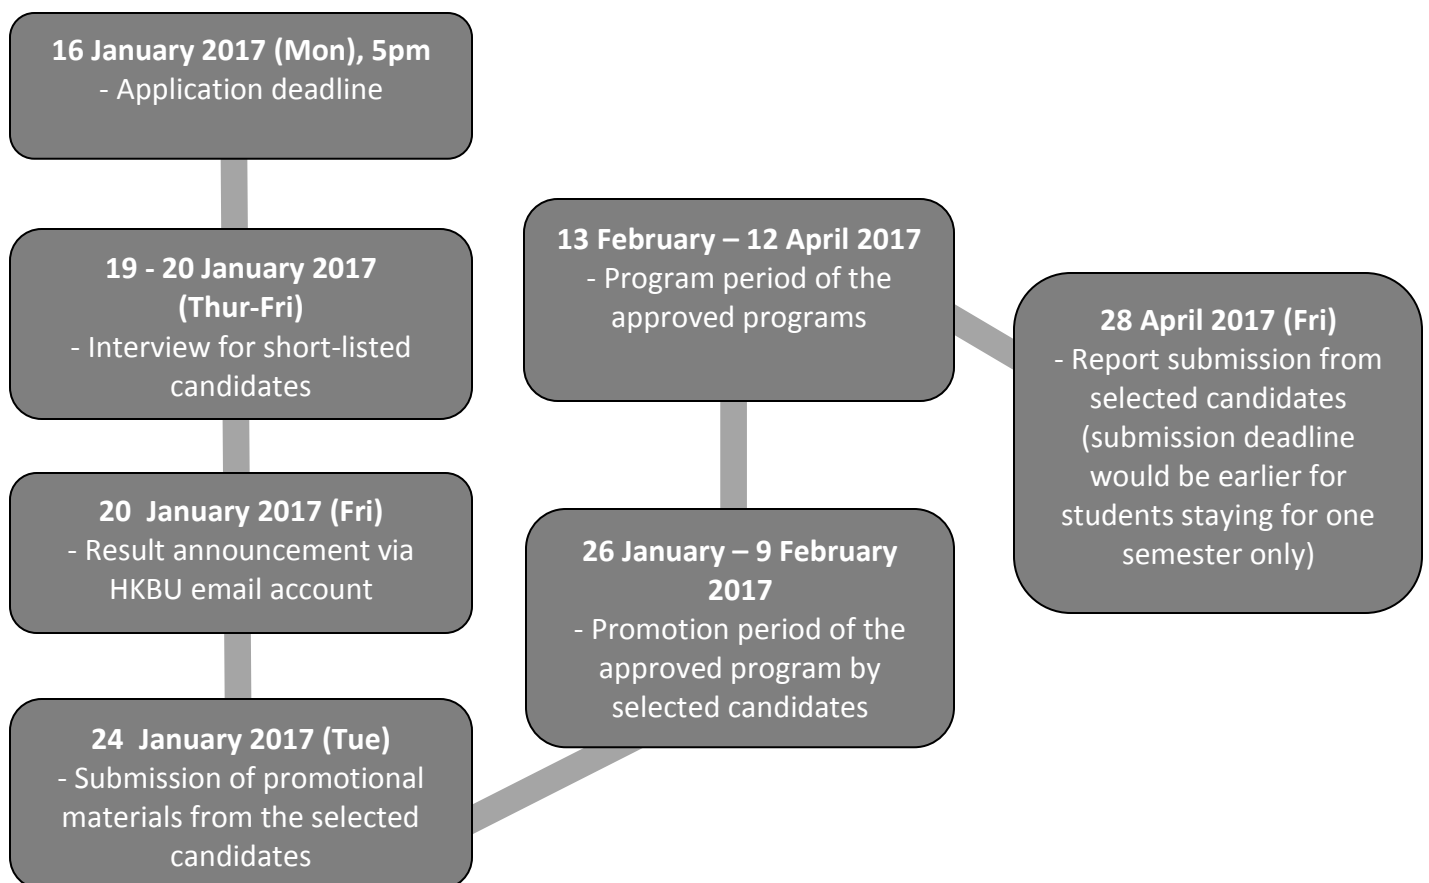 16 January 2017 (Mon), 5pm
- Application deadline
19 - 20 January 2017
(Thur-Fri)
- Interview for short-listed
candidates
20  January 2017 (Fri)
- Result announcement via
HKBU email account
24  January 2017 (Tue)
- Submission of promotional
materials from the selected
candidates
26 January – 9 February
2017
- Promotion period of the
approved program by
selected candidates
13 February – 12 April 2017
- Program period of the
approved programs
28 April 2017 (Fri)
- Report submission from
selected candidates
(submission deadline
would be earlier for
students staying for one
semester only)